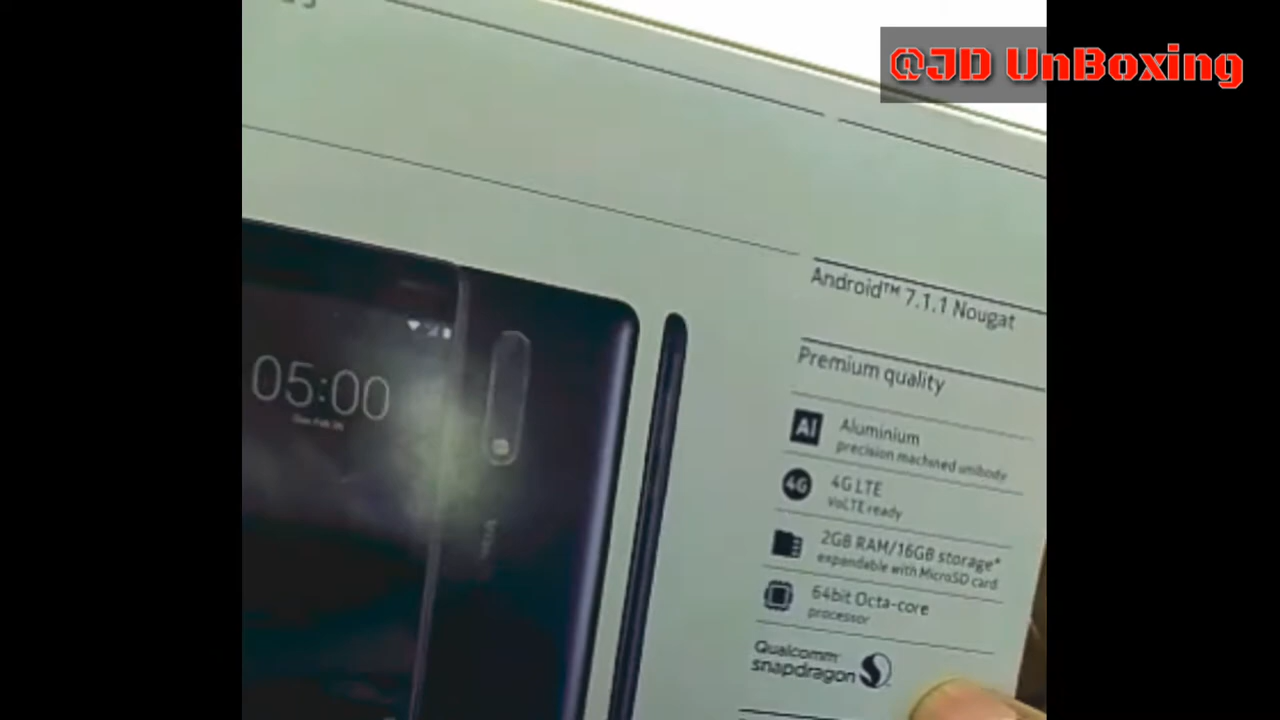 @JD UnBoxing
Android™ 7.1.1 Nougat
Premium quality
05:00
Al
Aluminium
precision machined unibody
4G
4G LTE
VoLTE ready
2GB RAM/16GB storage*
expandable with MicroSD card
64bit Octa-core
processor
Qualcomm
snapdragon